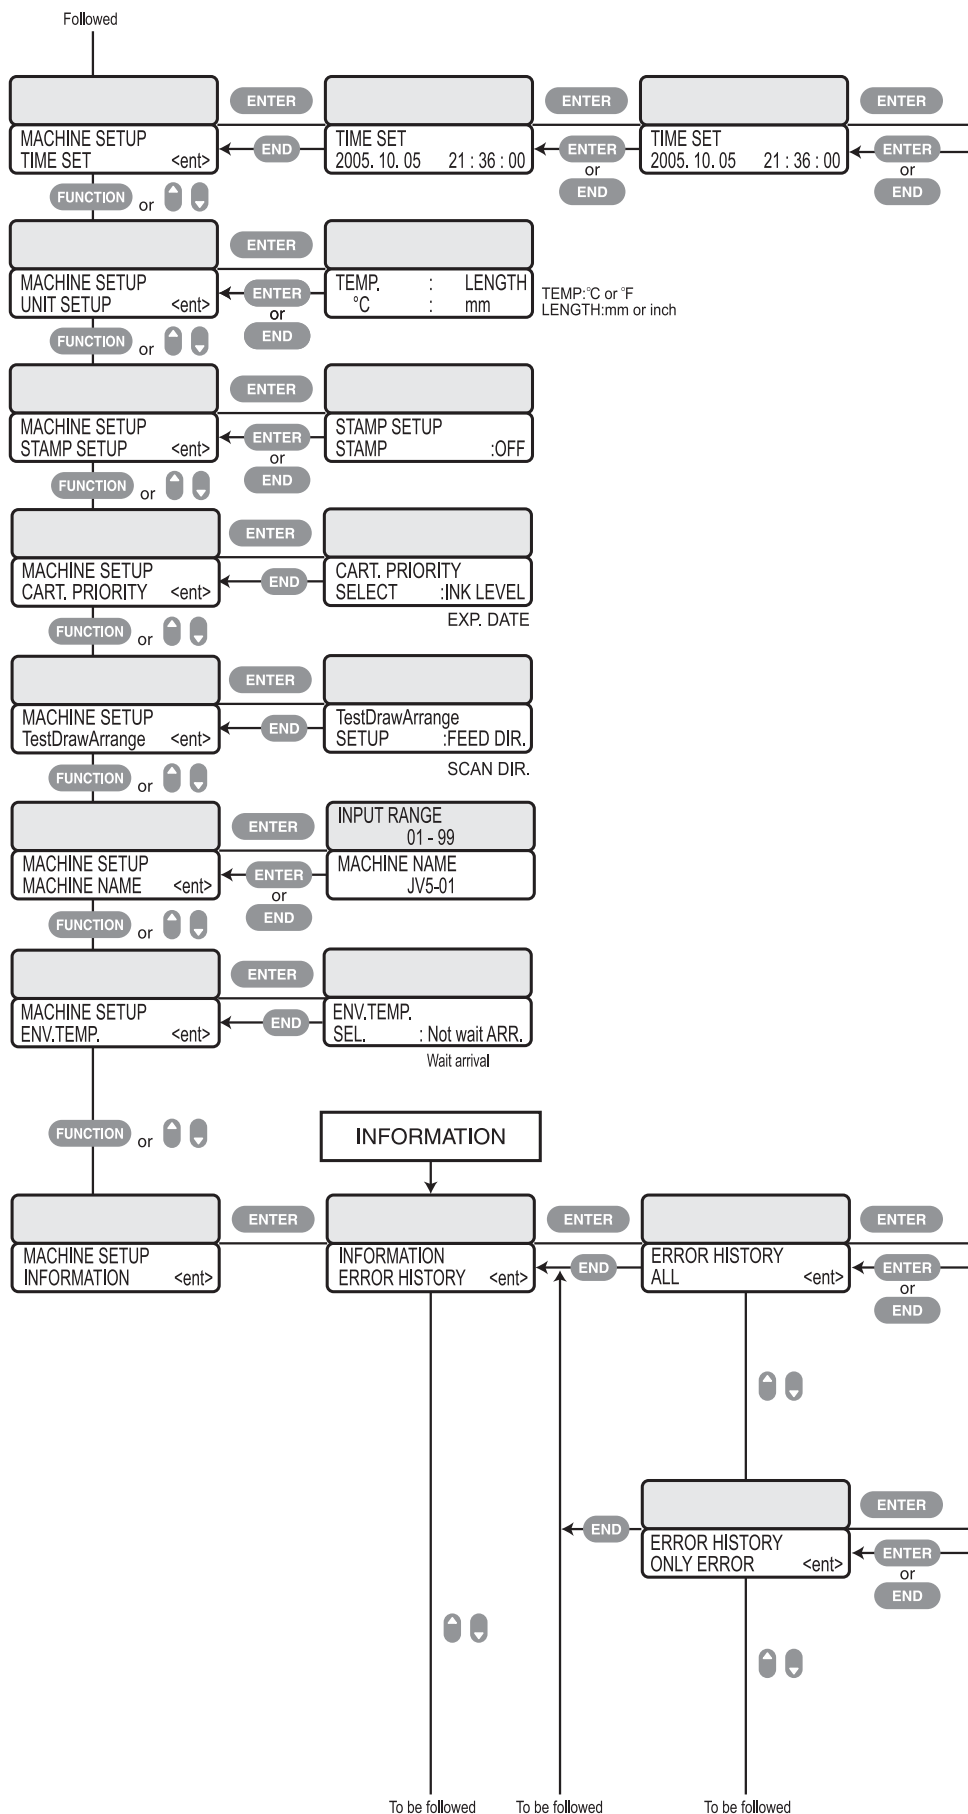 Followed
ENTER
ENTER
ENTER
MACHINE SETUP
TIME SET <ent>
END
TIME SET
2005. 10. 05 21 : 36 : 00
ENTER
or
END
TIME SET
2005. 10. 05 21 : 36 : 00
ENTER
or
END
FUNCTION or
ENTER
MACHINE SETUP
UNIT SETUP <ent>
ENTER
or
END
TEMP. : LENGTH
°C : mm
TEMP:°C or °F
LENGTH:mm or inch
FUNCTION or
ENTER
MACHINE SETUP
STAMP SETUP <ent>
ENTER
or
END
STAMP SETUP
STAMP :OFF
FUNCTION or
ENTER
MACHINE SETUP
CART. PRIORITY <ent>
END
CART. PRIORITY
SELECT :INK LEVEL
EXP. DATE
FUNCTION or
ENTER
MACHINE SETUP
TestDrawArrange <ent>
END
TestDrawArrange
SETUP :FEED DIR.
SCAN DIR.
FUNCTION or
ENTER
INPUT RANGE
01 - 99
MACHINE SETUP
MACHINE NAME <ent>
ENTER
or
END
MACHINE NAME
JV5-01
FUNCTION or
ENTER
MACHINE SETUP
ENV.TEMP. <ent>
END
ENV.TEMP.
SEL. : Not wait ARR.
Wait arrival
FUNCTION or
INFORMATION
ENTER
ENTER
ENTER
MACHINE SETUP
INFORMATION <ent>
INFORMATION
ERROR HISTORY <ent>
END
ERROR HISTORY
ALL <ent>
ENTER
or
END
ENTER
END
ERROR HISTORY
ONLY ERROR <ent>
ENTER
or
END
To be followed
To be followed
To be followed